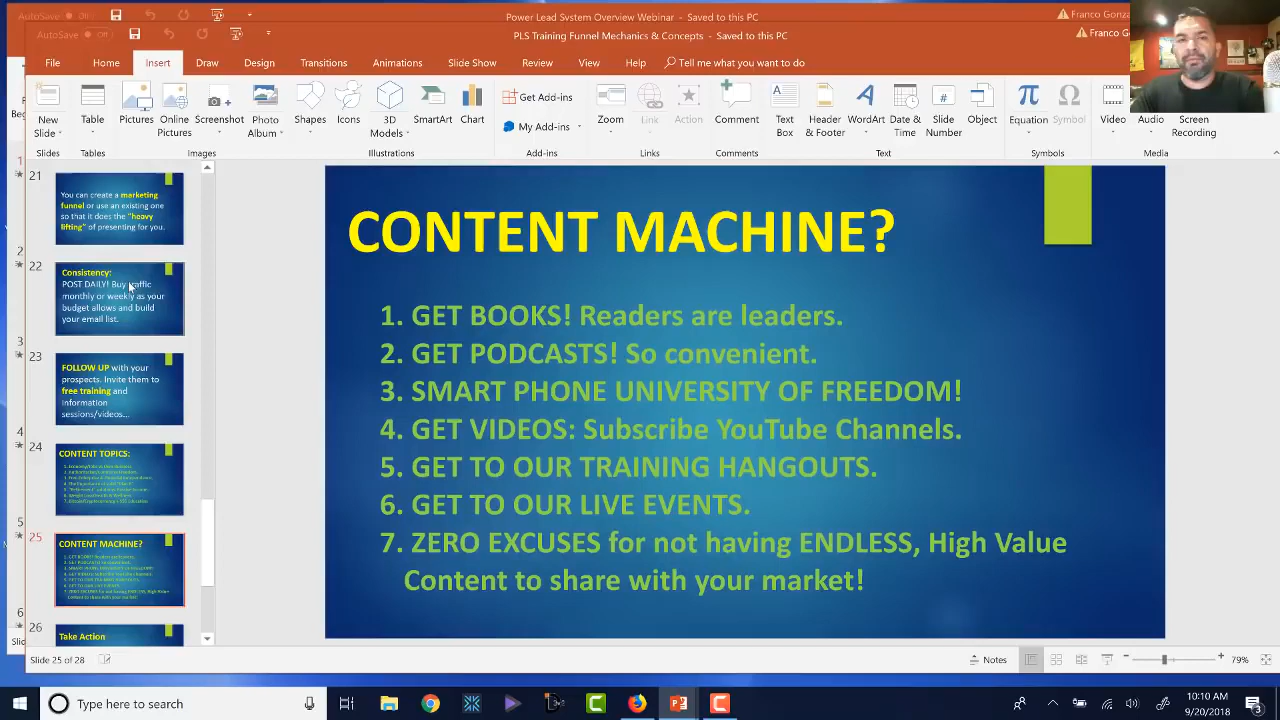 AutoSave Off
Power Lead System Overview Webinar - Saved to this PC
Franco Gonz
AutoSave Off
PLS Training Funnel Mechanics & Concepts - Saved to this PC
Franco Gon
File Home Insert Draw Design Transitions Animations Slide Show Review View Help Tell me what you want to do
New Slide
Table
Pictures
Online Pictures
Screenshot
Photo Album
Shapes
Icons
3D Models
SmartArt
Chart
Get Add-ins
My Add-ins
Zoom
Link
Action
Comment
Text Box
Header & Footer
WordArt
Date & Time
Slide Number
Object
Equation
Symbol
Video
Audio
Screen Recording
Slides Tables Images Illustrations Add-ins Links Comments Text Symbols Media
21
You can create a marketing
funnel or use an existing one
so that it does the "heavy
lifting" of presenting for you.
22
Consistency:
POST DAILY! Buy traffic
monthly or weekly as your
budget allows and build
your email list.
23
FOLLOW UP with your
prospects. Invite them to
free training and
information
sessions/videos...
24
CONTENT TOPICS:
25
CONTENT MACHINE?
26
Take Action
CONTENT MACHINE?
1. GET BOOKS! Readers are leaders.
2. GET PODCASTS! So convenient.
3. SMART PHONE UNIVERSITY OF FREEDOM!
4. GET VIDEOS: Subscribe YouTube Channels.
5. GET TO OUR TRAINING HANGOUTS.
6. GET TO OUR LIVE EVENTS.
7. ZERO EXCUSES for not having ENDLESS, High Value
Content to share with your market!
Slide 25 of 28
Notes
79%
Type here to search
10:10 AM
9/20/2018